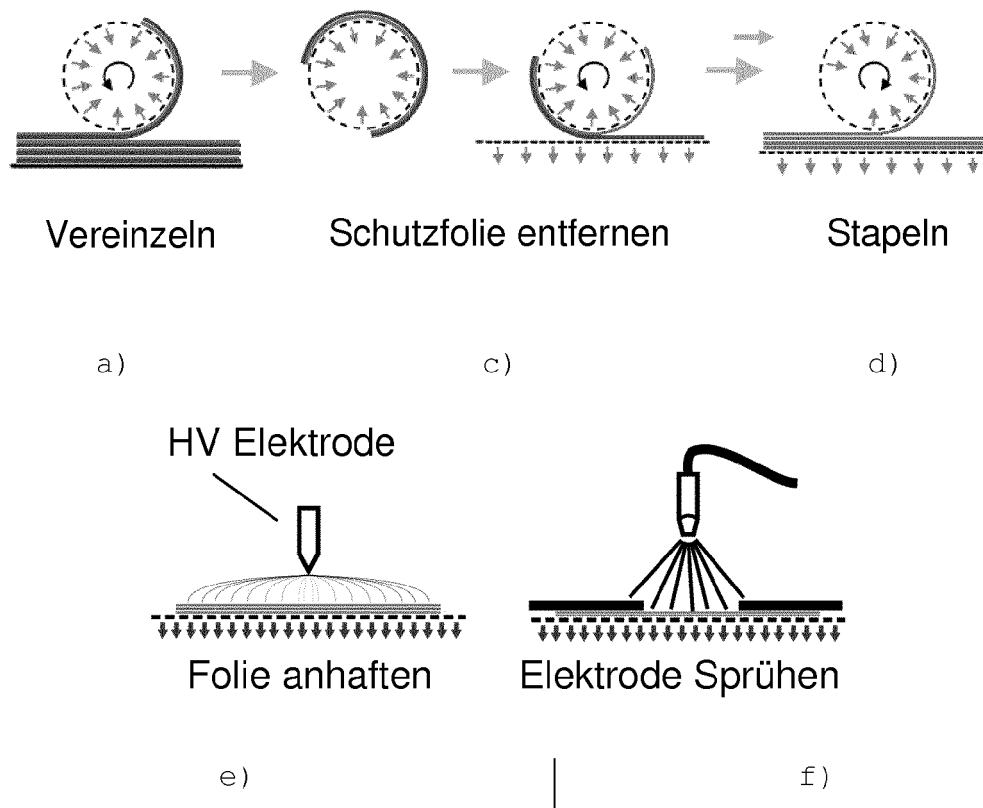 Vereinzeln
Schutzfolie entfernen
Stapeln
a)
c)
d)
HV Elektrode
Folie anhaften
Elektrode Sprühen
e)
f)